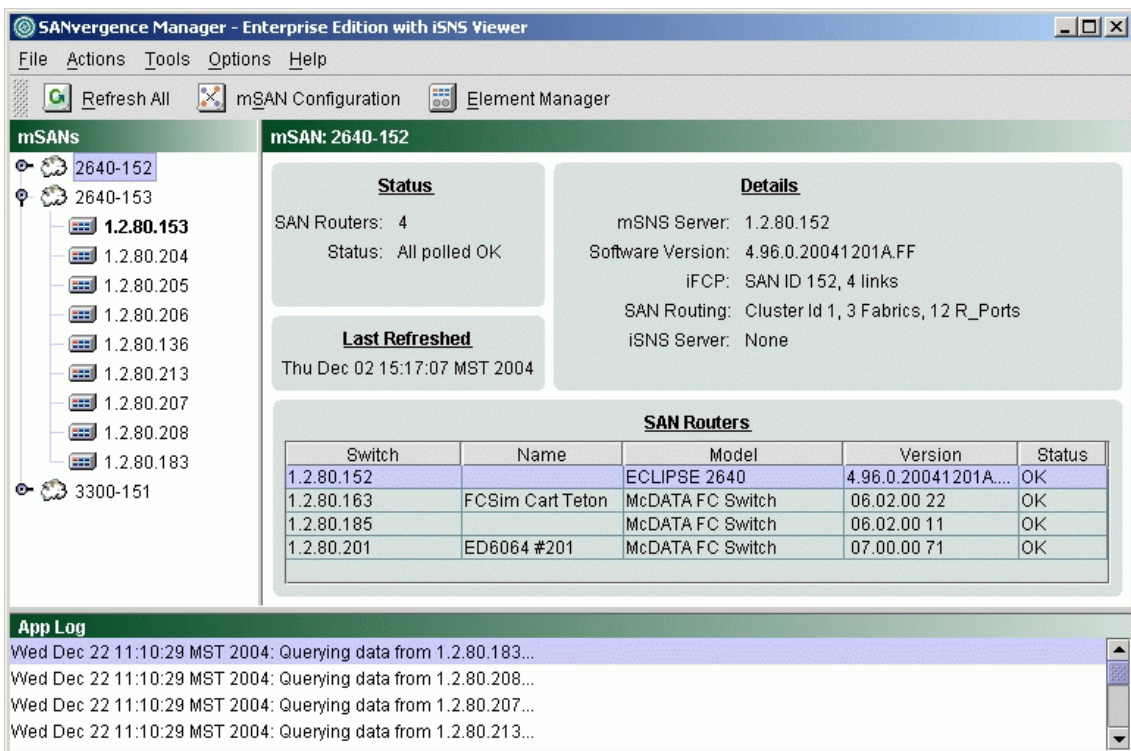 SANvergence Manager - Enterprise Edition with iSNS Viewer
File Actions Tools Options Help
Refresh All mSAN Configuration Element Manager
mSANs
2640-152
2640-153
1.2.80.153
1.2.80.204
1.2.80.205
1.2.80.206
1.2.80.136
1.2.80.213
1.2.80.207
1.2.80.208
1.2.80.183
3300-151
mSAN: 2640-152
Status
SAN Routers: 4
Status: All polled OK
Last Refreshed
Thu Dec 02 15:17:07 MST 2004
Details
mSNS Server: 1.2.80.152
Software Version: 4.96.0.20041201A.FF
iFCP: SAN ID 152, 4 links
SAN Routing: Cluster Id 1, 3 Fabrics, 12 R_Ports
iSNS Server: None
SAN Routers
Switch Name Model Version Status
1.2.80.152 ECLIPSE 2640 4.96.0.20041201A.... OK
1.2.80.163 FCSim Cart Teton McDATA FC Switch 06.02.00 22 OK
1.2.80.185 McDATA FC Switch 06.02.00 11 OK
1.2.80.201 ED6064 #201 McDATA FC Switch 07.00.00 71 OK
App Log
Wed Dec 22 11:10:29 MST 2004: Querying data from 1.2.80.183...
Wed Dec 22 11:10:29 MST 2004: Querying data from 1.2.80.208...
Wed Dec 22 11:10:29 MST 2004: Querying data from 1.2.80.207...
Wed Dec 22 11:10:29 MST 2004: Querying data from 1.2.80.213...